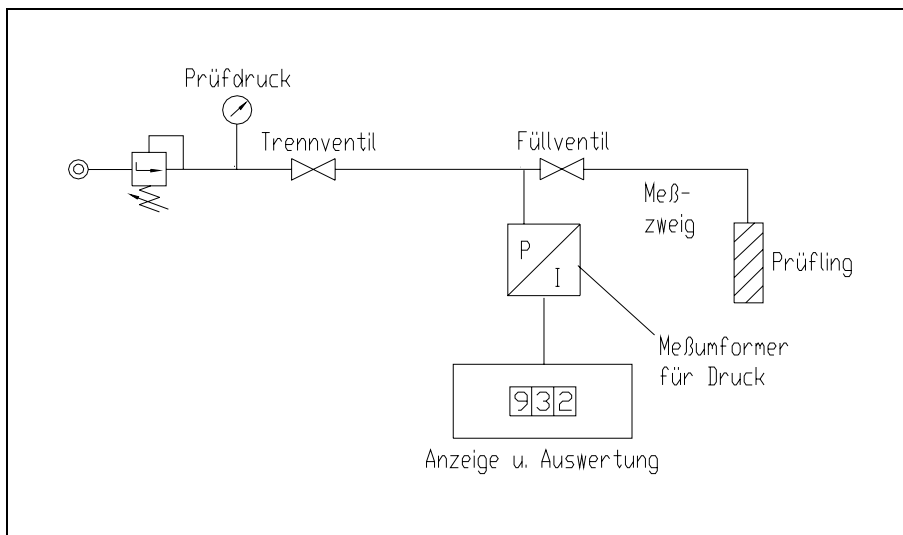 Prüfdruck
Trennventil
Füllventil
Meß-
zweig
Prüfling
P
I
Meßumformer
für Druck
932
Anzeige u. Auswertung